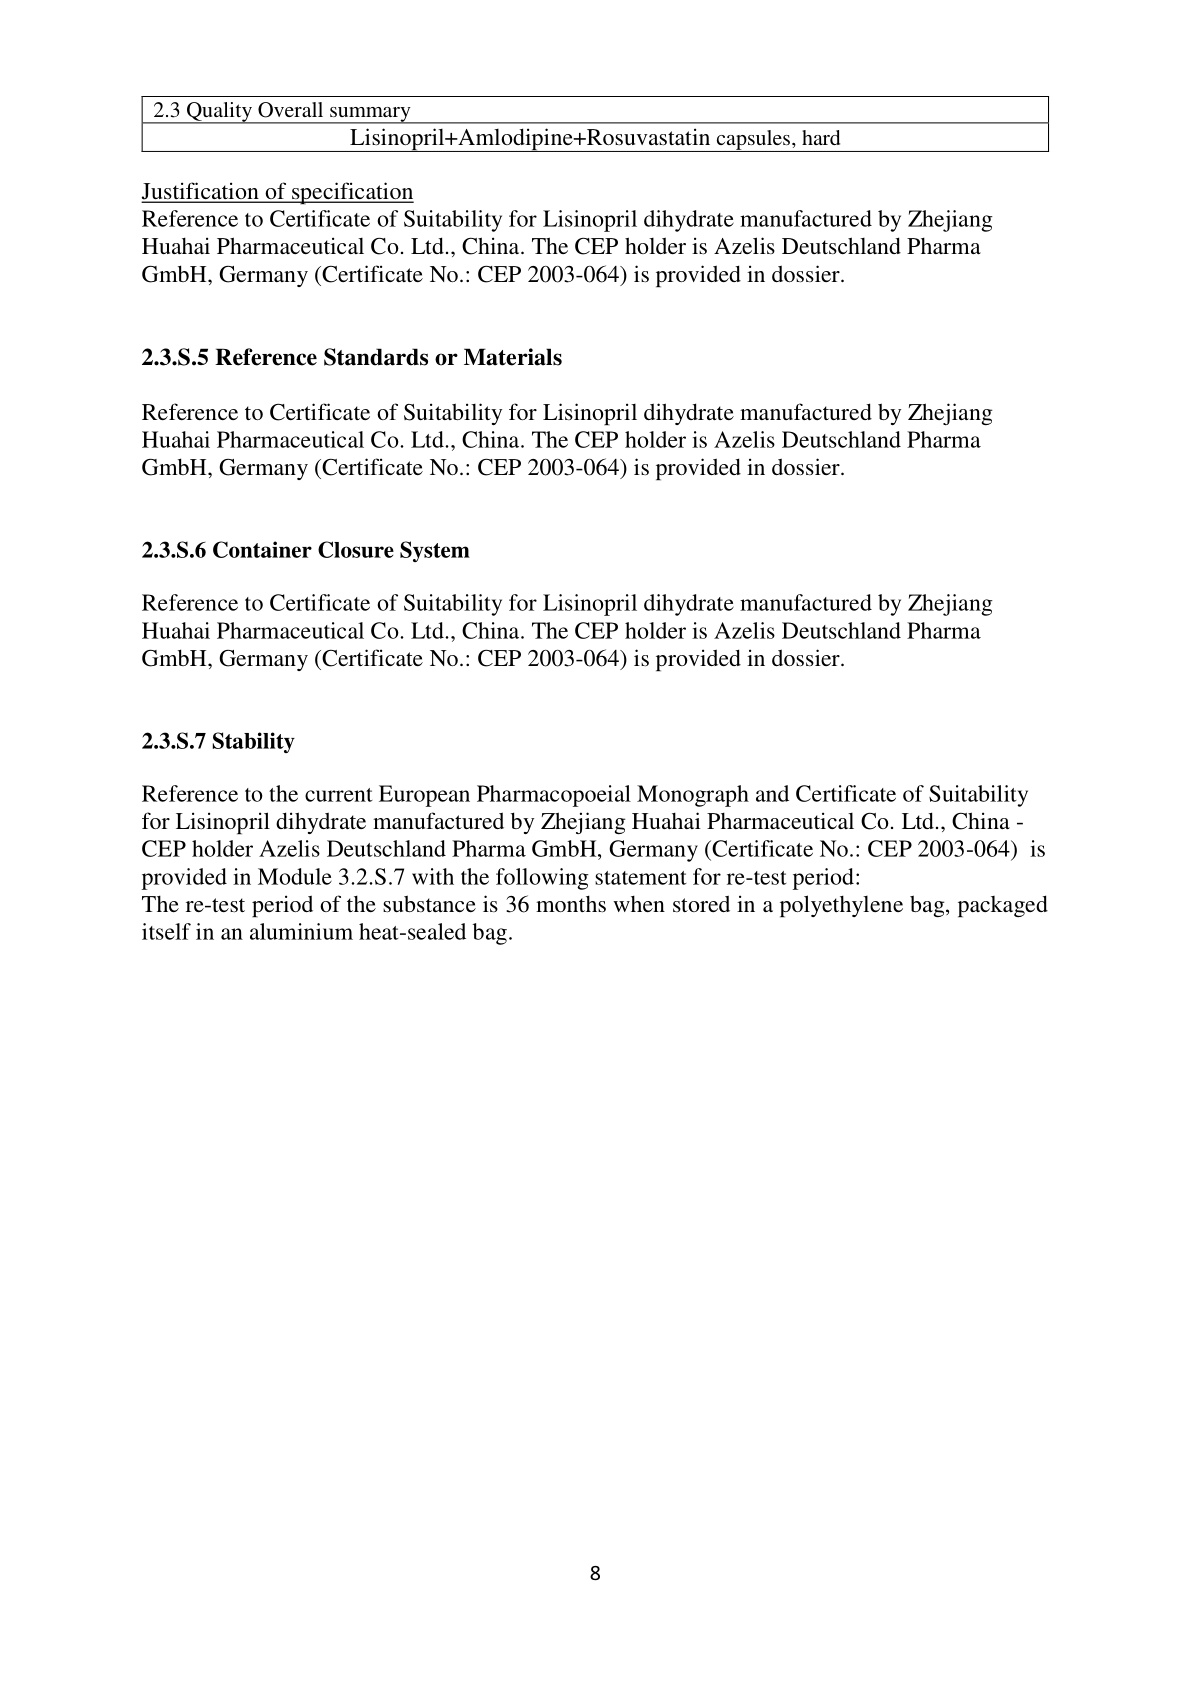 2.3 Quality Overall summary
Lisinopril+Amlodipine+Rosuvastatin capsules, hard
Justification of specification
Reference to Certificate of Suitability for Lisinopril dihydrate manufactured by Zhejiang
Huahai Pharmaceutical Co. Ltd., China. The CEP holder is Azelis Deutschland Pharma
GmbH, Germany (Certificate No.: CEP 2003-064) is provided in dossier.
2.3.S.5 Reference Standards or Materials
Reference to Certificate of Suitability for Lisinopril dihydrate manufactured by Zhejiang
Huahai Pharmaceutical Co. Ltd., China. The CEP holder is Azelis Deutschland Pharma
GmbH, Germany (Certificate No.: CEP 2003-064) is provided in dossier.
2.3.S.6 Container Closure System
Reference to Certificate of Suitability for Lisinopril dihydrate manufactured by Zhejiang
Huahai Pharmaceutical Co. Ltd., China. The CEP holder is Azelis Deutschland Pharma
GmbH, Germany (Certificate No.: CEP 2003-064) is provided in dossier.
2.3.S.7 Stability
Reference to the current European Pharmacopoeial Monograph and Certificate of Suitability
for Lisinopril dihydrate manufactured by Zhejiang Huahai Pharmaceutical Co. Ltd., China -
CEP holder Azelis Deutschland Pharma GmbH, Germany (Certificate No.: CEP 2003-064)  is
provided in Module 3.2.S.7 with the following statement for re-test period:
The re-test period of the substance is 36 months when stored in a polyethylene bag, packaged
itself in an aluminium heat-sealed bag.
8